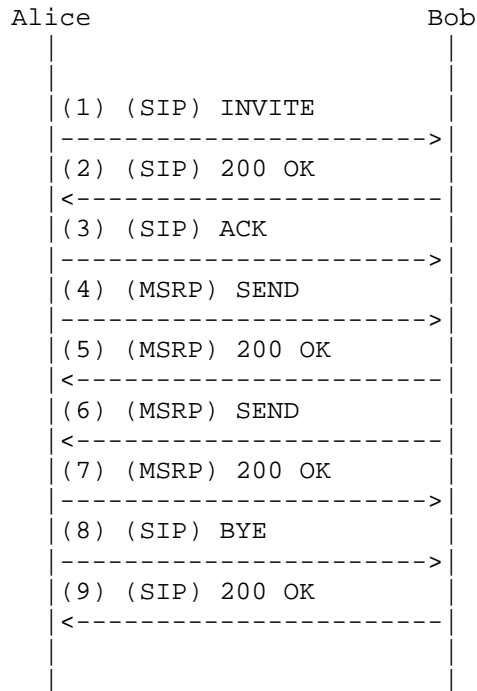 Alice Bob
(1) (SIP) INVITE
(2) (SIP) 200 OK
(3) (SIP) ACK
(4) (MSRP) SEND
(5) (MSRP) 200 OK
(6) (MSRP) SEND
(7) (MSRP) 200 OK
(8) (SIP) BYE
(9) (SIP) 200 OK